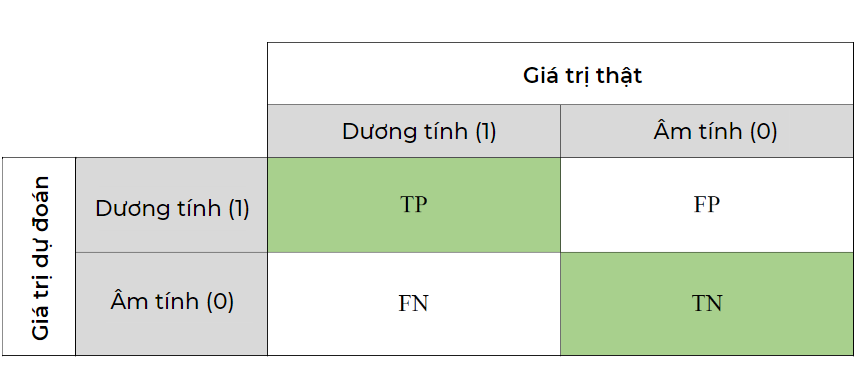 Giá trị thật
Dương tính (1)
Âm tính (0)
Giá trị dự đoán
Dương tính (1)
TP
FP
Âm tính (0)
FN
TN